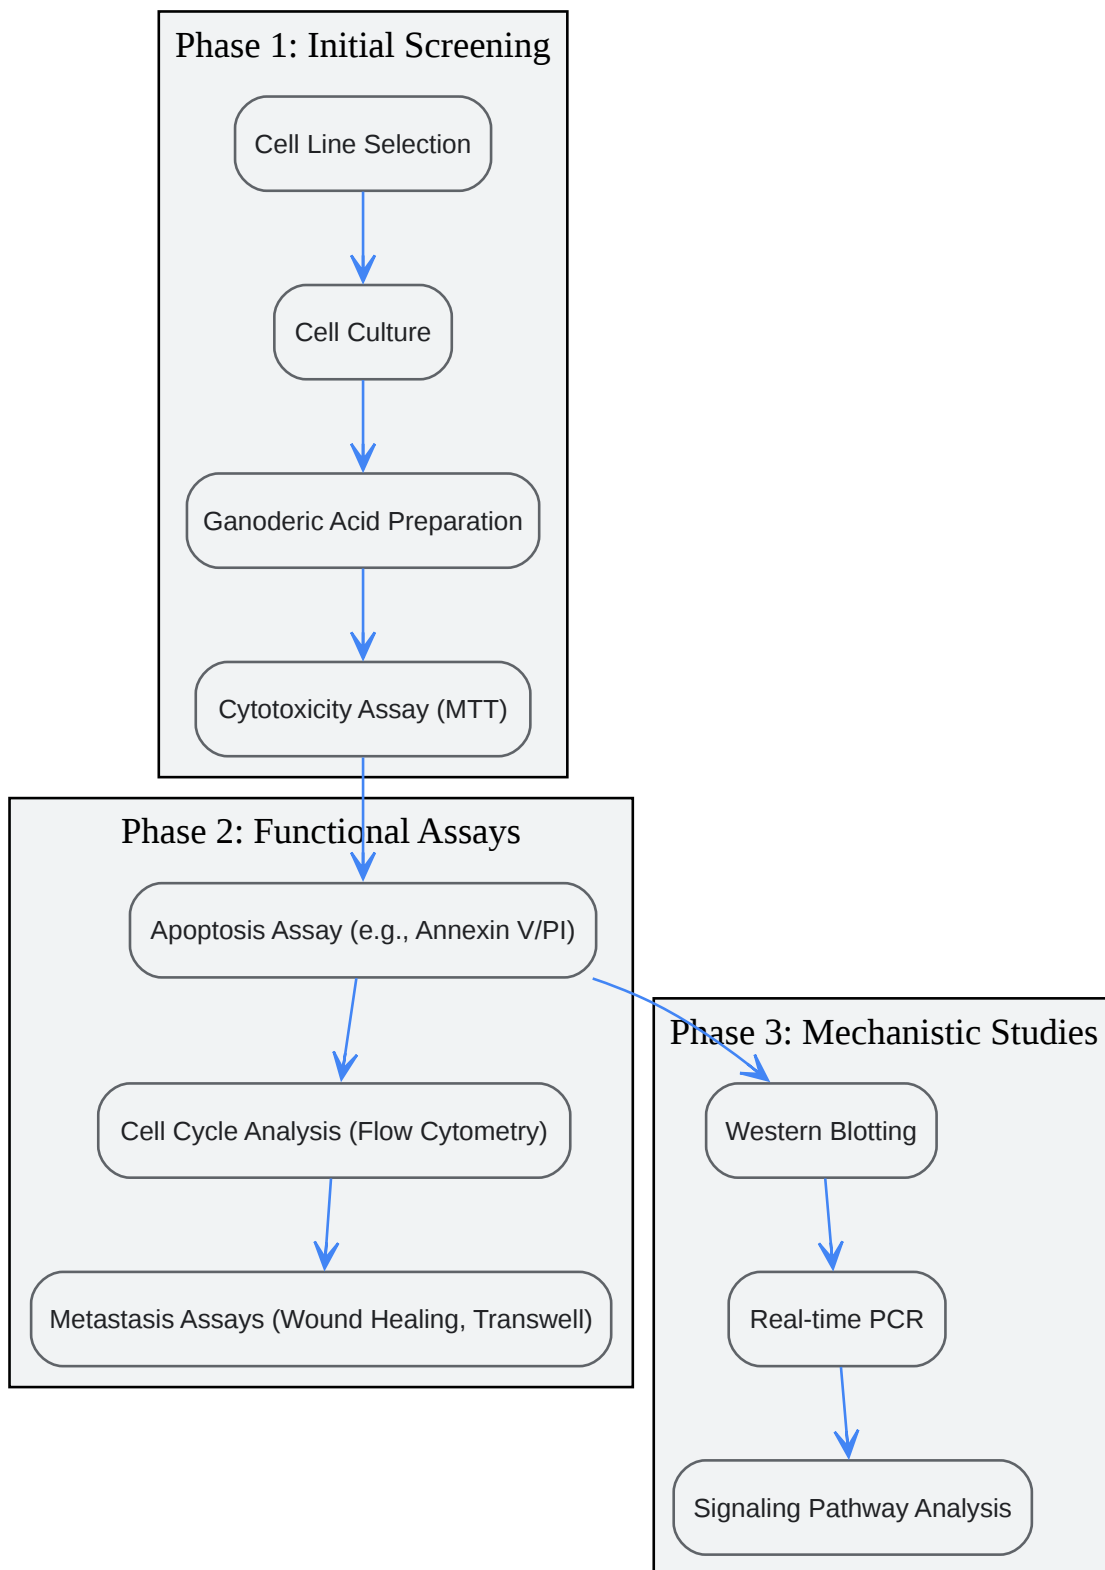 Phase 1: Initial Screening
Cell Line Selection
Cell Culture
Ganoderic Acid Preparation
Cytotoxicity Assay (MTT)
Phase 2: Functional Assays
Apoptosis Assay (e.g., Annexin V/PI)
Cell Cycle Analysis (Flow Cytometry)
Metastasis Assays (Wound Healing, Transwell)
Phase 3: Mechanistic Studies
Western Blotting
Real-time PCR
Signaling Pathway Analysis